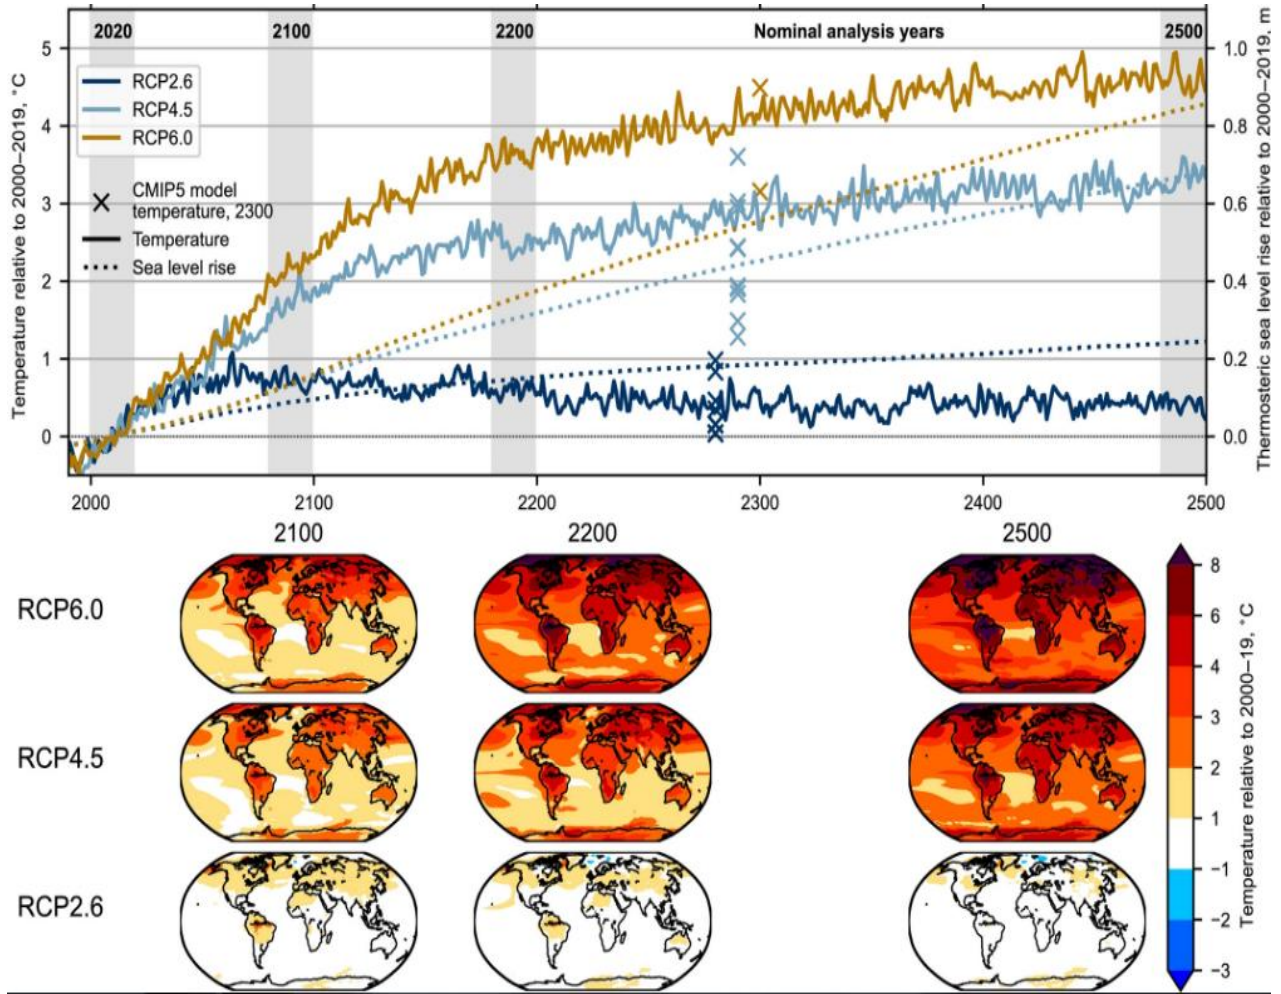 2020 2100 2200 Nominal analysis years 2500
Temperature relative to 2000–2019, °C
5
4
3
2
1
0
RCP2.6
RCP4.5
RCP6.0
CMIP5 model
temperature, 2300
Temperature
Sea level rise
1.0
0.8
0.6
0.4
0.2
0.0
Thermosteric sea level rise relative to 2000–2019, m
2000 2100 2200 2300 2400 2500
2100 2200 2500
RCP6.0
RCP4.5
RCP2.6
8
6
4
3
2
1
−1
−2
−3
Temperature relative to 2000–19, °C